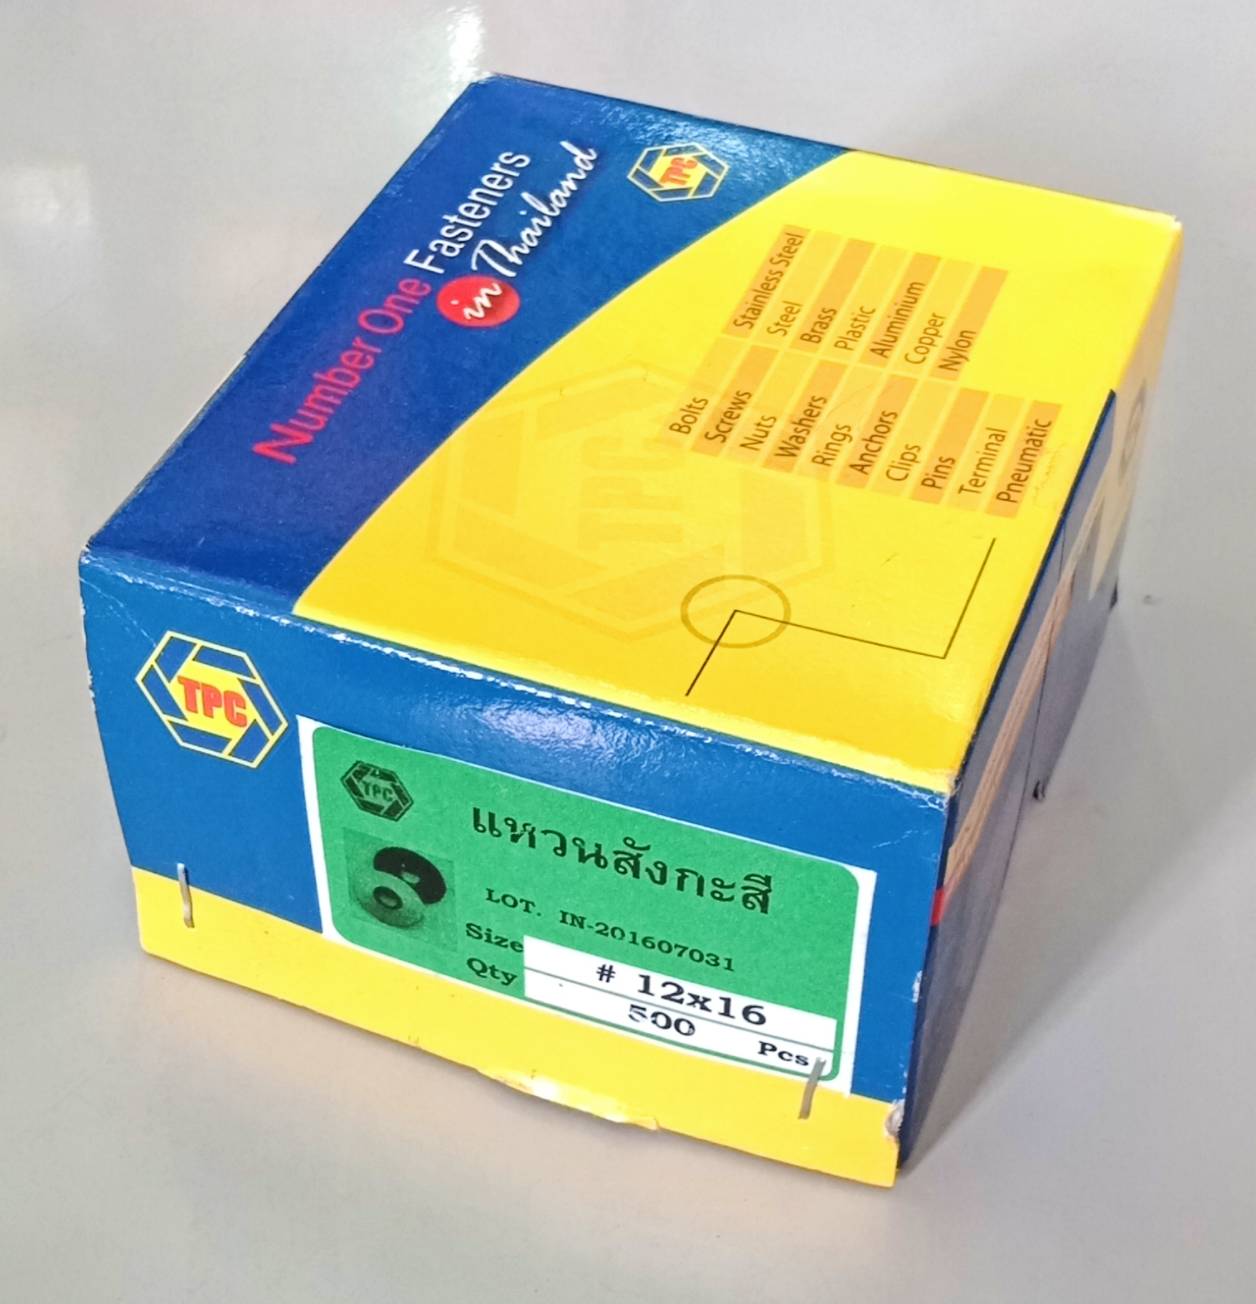 Number One Fasteners
in Thailand
TPC
Stainless Steel
Steel
Brass
Plastic
Aluminium
Copper
Nylon
Bolts
Screws
Nuts
Washers
Rings
Anchors
Clips
Pins
Terminal
Pneumatic
TPC
TPC
TPC
แหวนสังกะสี
LOT. IN-201607031
Size # 12x16
Qty 500 Pcs